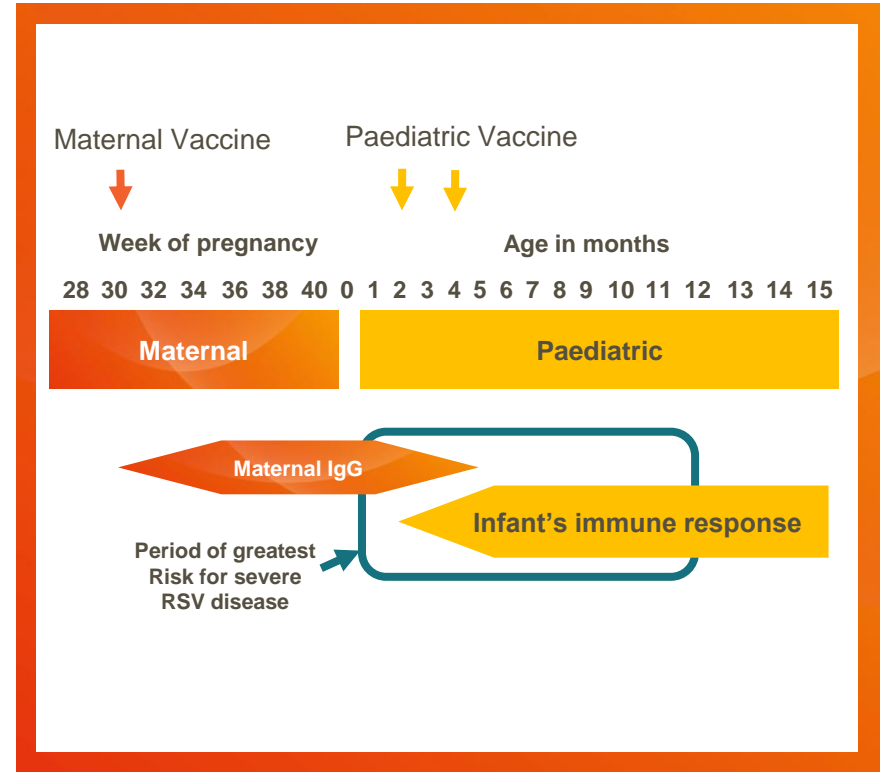 Maternal Vaccine
Paediatric Vaccine
Week of pregnancy
Age in months
28 30 32 34 36 38 40 0 1 2 3 4 5 6 7 8 9 10 11 12 13 14 15
Maternal
Paediatric
Maternal IgG
Infant's immune response
Period of greatest
Risk for severe
RSV disease